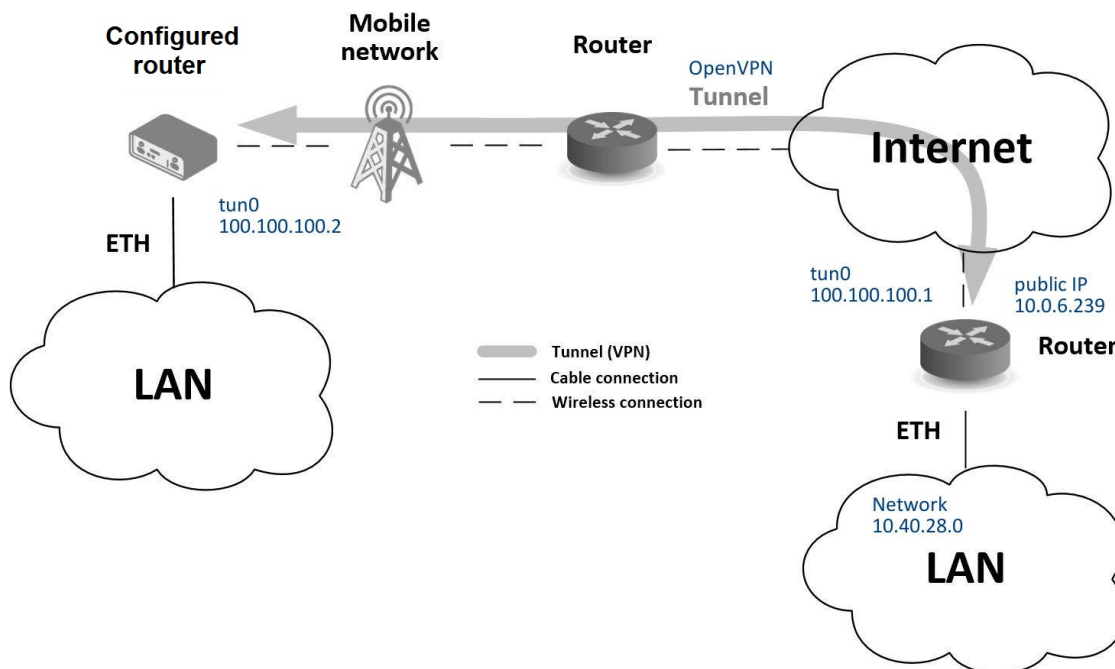 Configured
router
Mobile
network
Router
OpenVPN
Tunnel
Internet
tun0
100.100.100.2
ETH
LAN
tun0
100.100.100.1
public IP
10.0.6.239
Router
Tunnel (VPN)
Cable connection
Wireless connection
ETH
Network
10.40.28.0
LAN